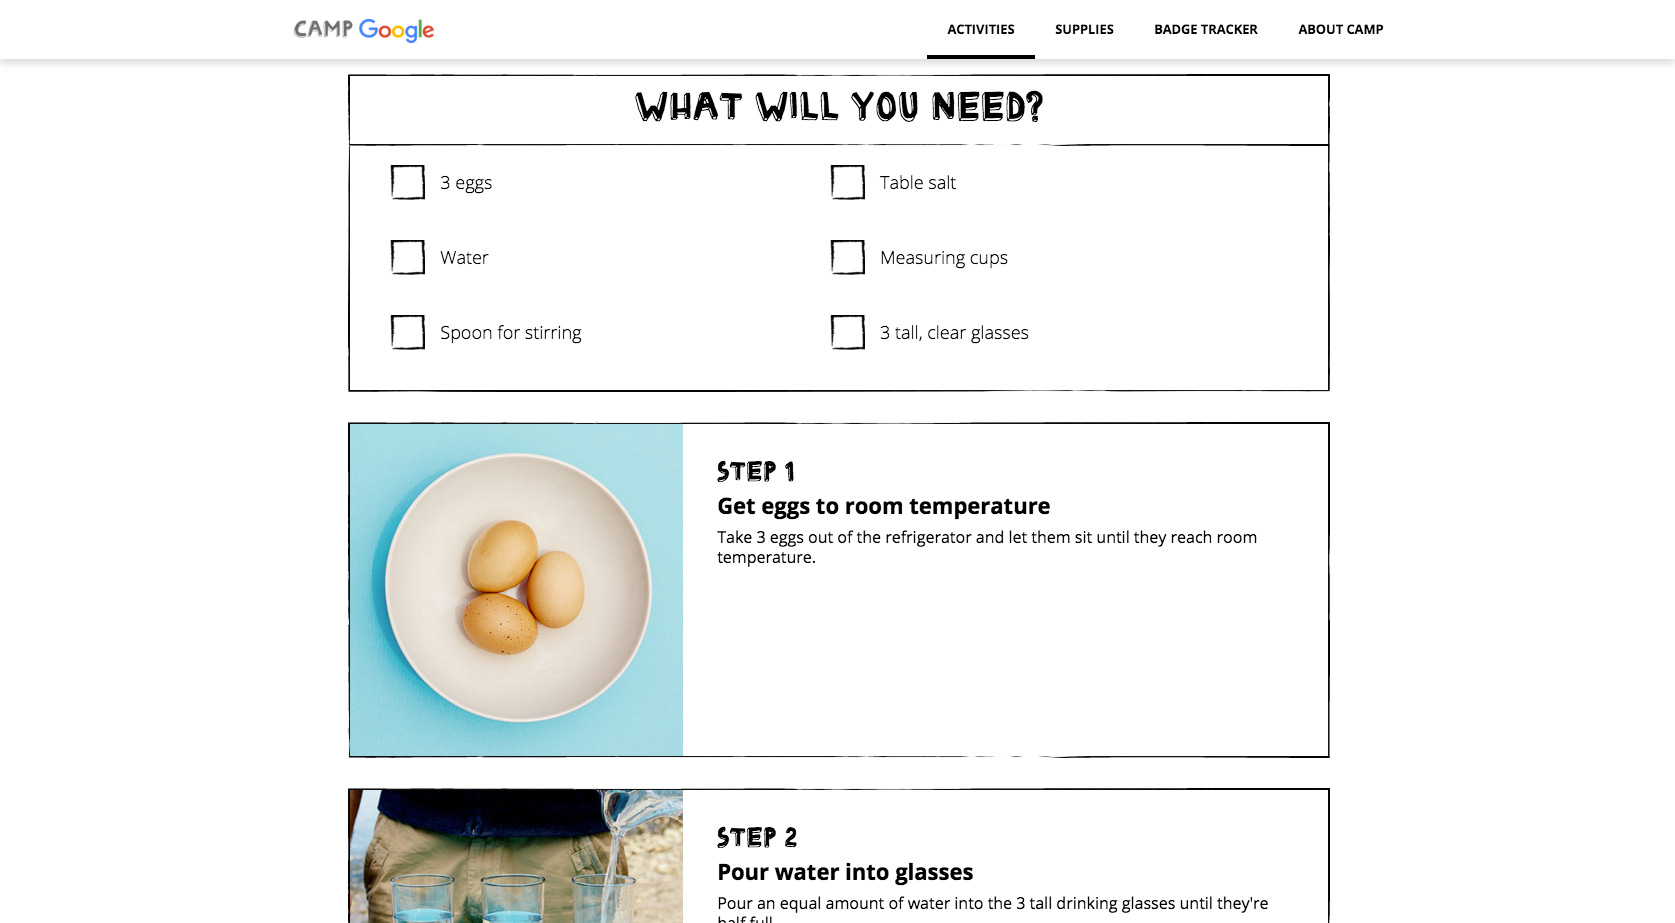 CAMP Google
ACTIVITIES SUPPLIES BADGE TRACKER ABOUT CAMP
WHAT WILL YOU NEED?
3 eggs
Table salt
Water
Measuring cups
Spoon for stirring
3 tall, clear glasses
STEP 1
Get eggs to room temperature
Take 3 eggs out of the refrigerator and let them sit until they reach room
temperature.
STEP 2
Pour water into glasses
Pour an equal amount of water into the 3 tall drinking glasses until they're
half full